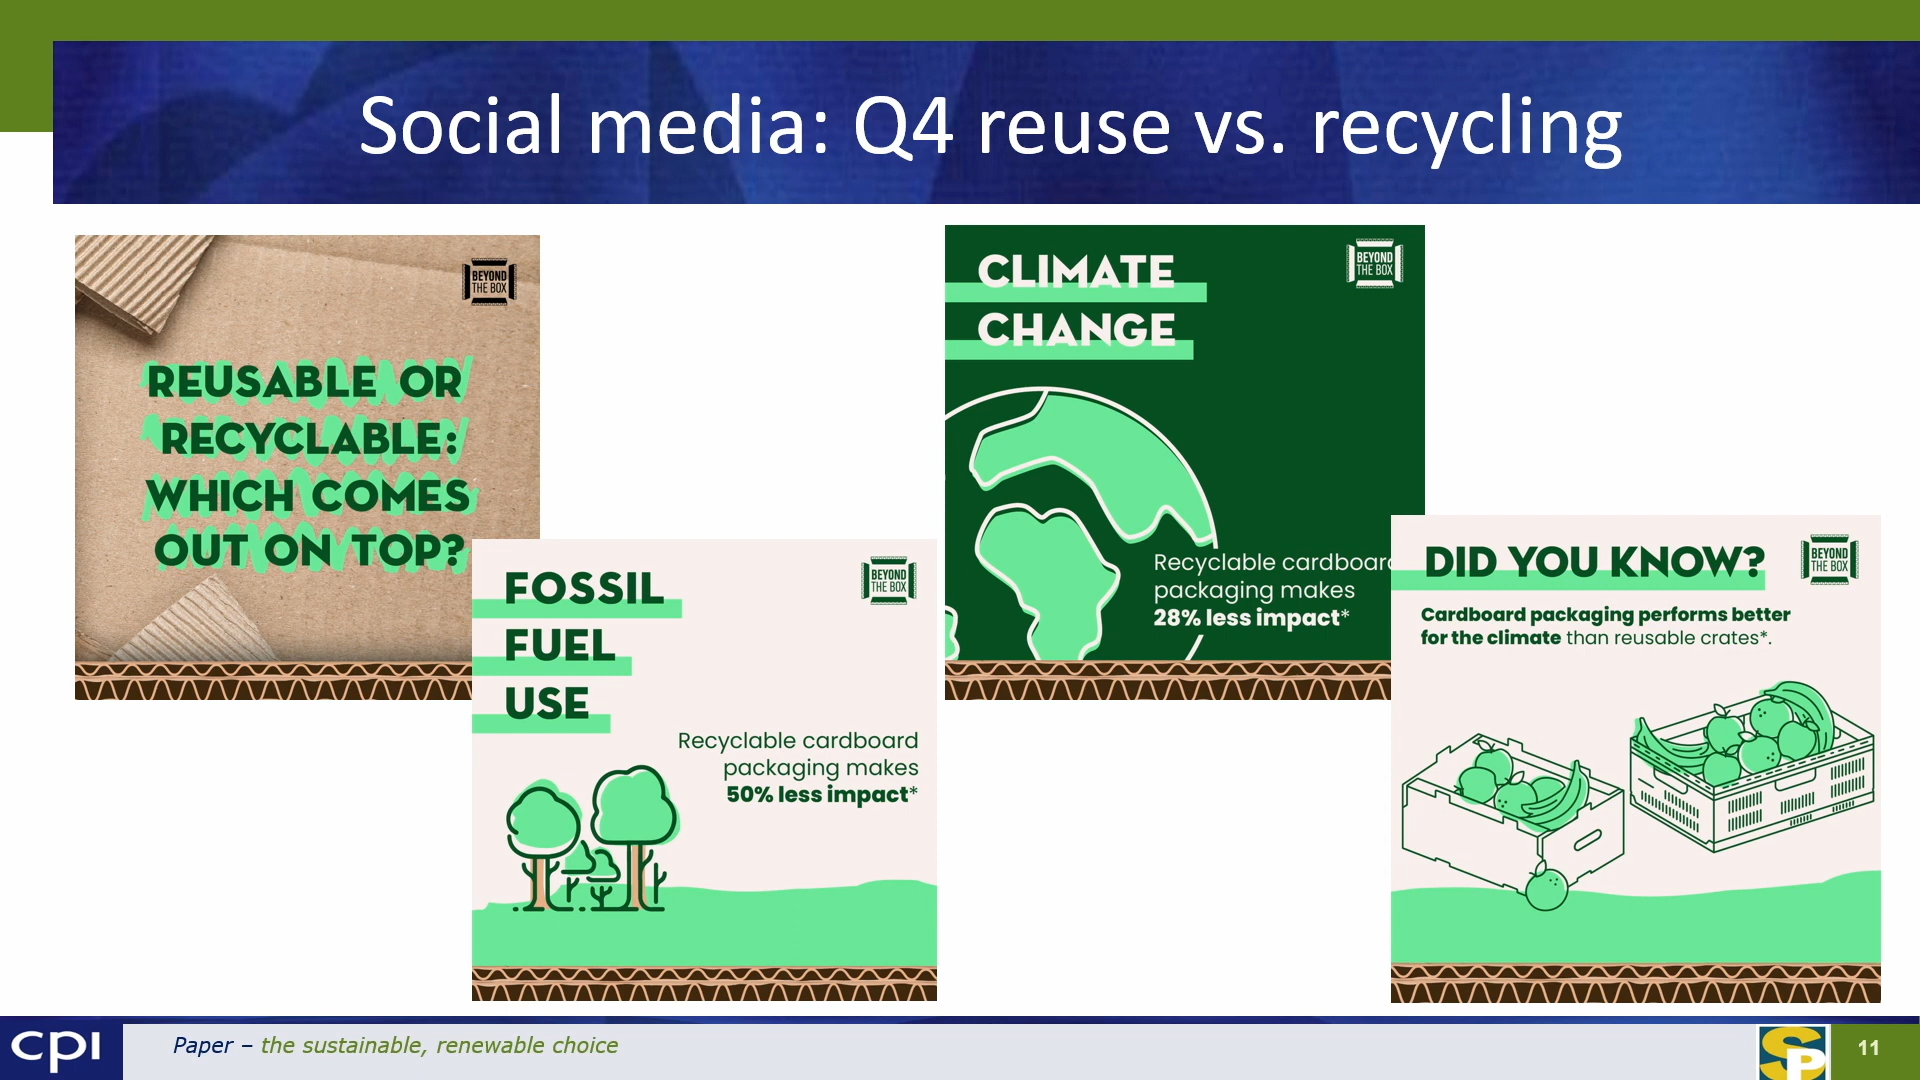 Social media: Q4 reuse vs. recycling
BEYOND
THE BOX
REUSABLE OR
RECYCLABLE:
WHICH COMES
OUT ON TOP?
BEYOND
THE BOX
FOSSIL
FUEL
USE
Recyclable cardboard
packaging makes
50% less impact*
BEYOND
THE BOX
CLIMATE
CHANGE
Recyclable cardboard
packaging makes
28% less impact*
BEYOND
THE BOX
DID YOU KNOW?
Cardboard packaging performs better
for the climate than reusable crates*.
cpi
Paper – the sustainable, renewable choice
SP
11